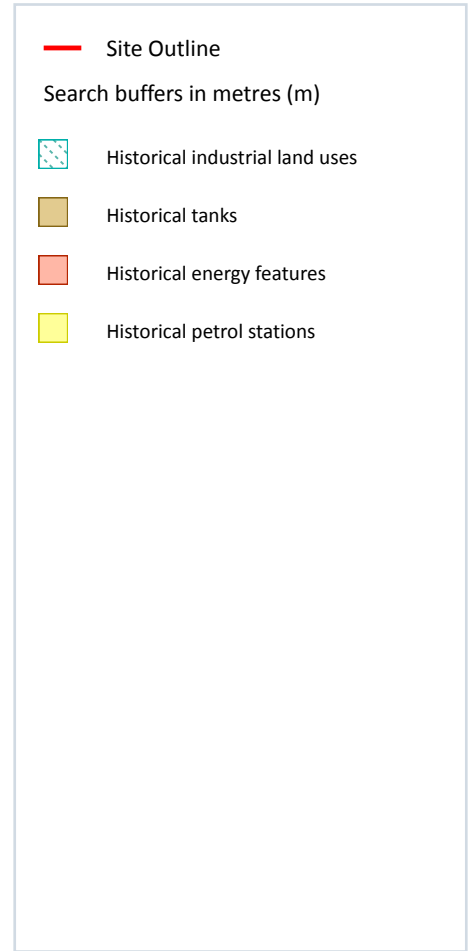 Site Outline
Search buffers in metres (m)
Historical industrial land uses
Historical tanks
Historical energy features
Historical petrol stations